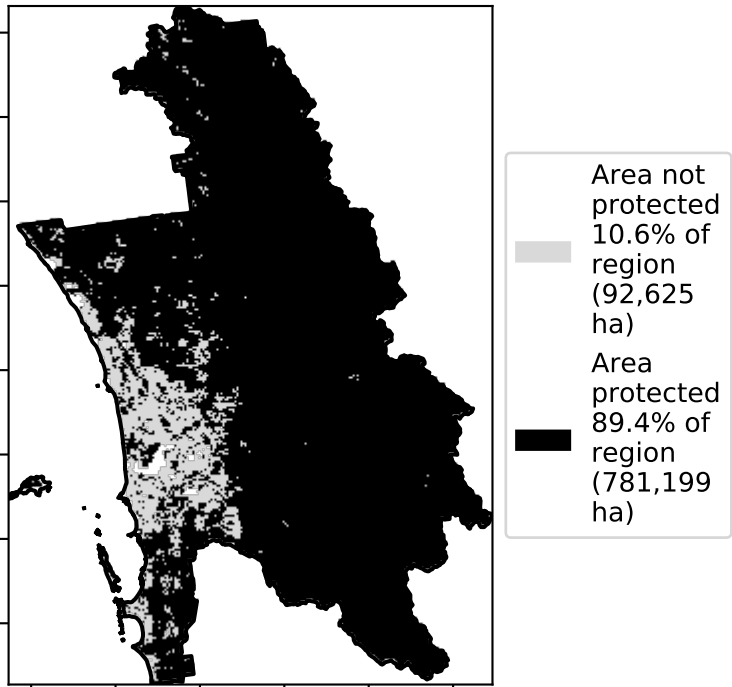 Area not
protected
10.6% of
region
(92,625
ha)
Area
protected
89.4% of
region
(781,199
ha)